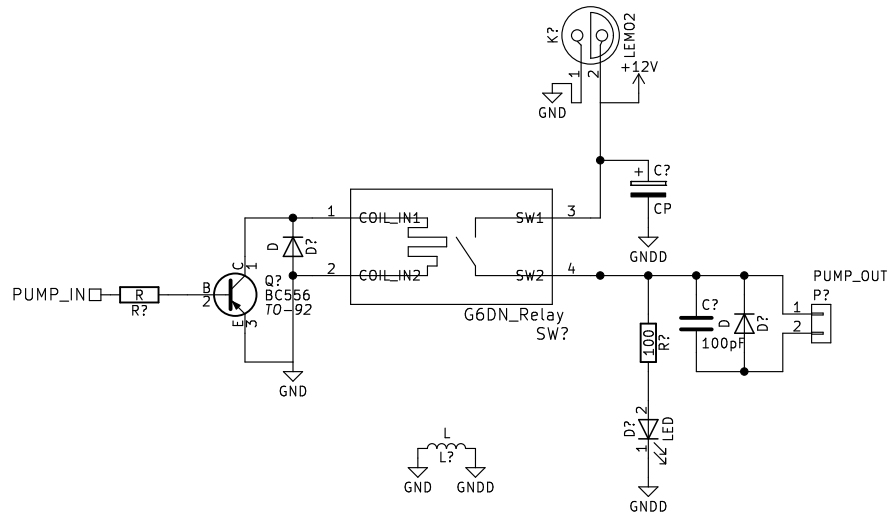 K?
LEMO2
1
2
+12V
GND
C?
+
CP
GNDD
1
COIL_IN1
SW1
3
D
D?
2
COIL_IN2
SW2
4
G6DN_Relay
SW?
PUMP_IN
R
R?
B
2
C
1
E
3
Q?
BC556
TO-92
GND
PUMP_OUT
P?
1
2
C?
100pF
D
D?
100
R?
D?
LED
2
1
GNDD
L
L?
GND
GNDD